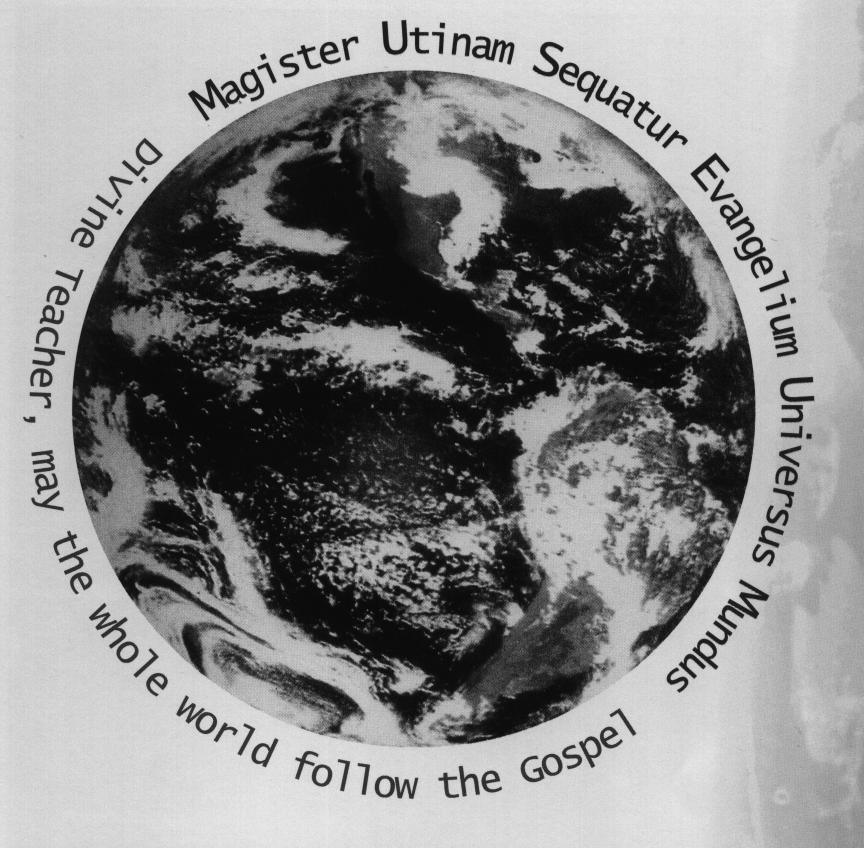 Magister Utinam Sequatur Evangelium Universus Mundus
Divine Teacher, may the whole world follow the Gospel